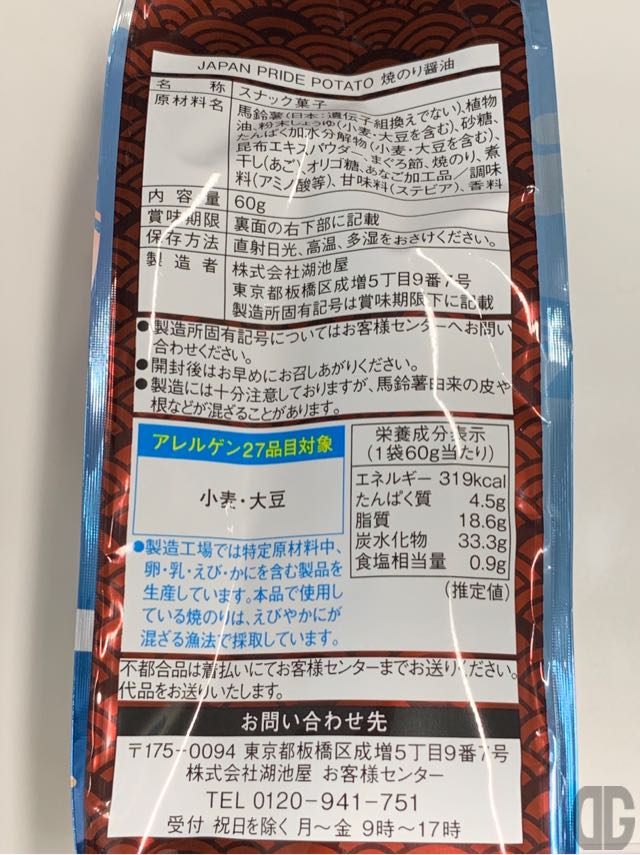 JAPAN PRIDE POTATO 焼のり醤油
名 称 スナック菓子
原材料名 馬鈴薯(日本:遺伝子組換えでない)、植物
油、粉末しょうゆ(小麦・大豆を含む)、砂糖、
たんぱく加水分解物(小麦・大豆を含む)、
昆布エキスパウダー、まぐろ節、焼のり、煮
干し(あご)、オリゴ糖、あなご加工品/調味
料(アミノ酸等)、甘味料(ステビア)、香料
内 容 量 60g
賞味期限 裏面の右下部に記載
保存方法 直射日光、高温、多湿をおさけください。
製 造 者 株式会社湖池屋
東京都板橋区成増5丁目9番7号
製造所固有記号は賞味期限下に記載
●製造所固有記号についてはお客様センターへお問い
合わせください。
●開封後はお早めにお召しあがりください。
●製造には十分注意しておりますが、馬鈴薯由来の皮や
根などが混ざることがあります。
アレルゲン27品目対象
小麦・大豆
●製造工場では特定原材料中、
卵・乳・えび・かにを含む製品を
生産しています。本品で使用し
ている焼のりは、えびやかにが
混ざる漁法で採取しています。
栄養成分表示
(1袋60g当たり)
エネルギー 319kcal
たんぱく質 4.5g
脂質 18.6g
炭水化物 33.3g
食塩相当量 0.9g
(推定値)
不都合品は着払いにてお客様センターまでお送りください。
代品をお送りいたします。
お問い合わせ先
〒175-0094 東京都板橋区成増5丁目9番7号
株式会社湖池屋 お客様センター
TEL 0120-941-751
受付 祝日を除く 月~金 9時~17時
DG